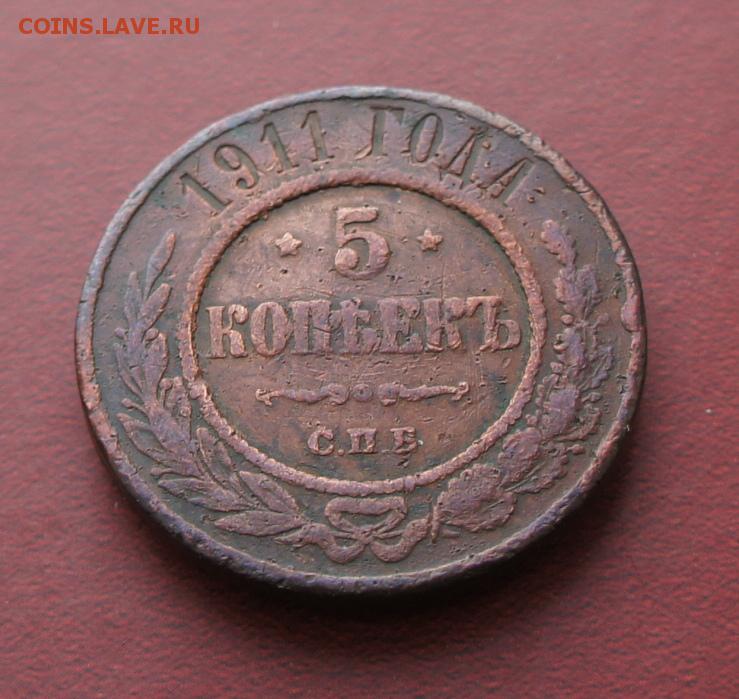 COINS.LAVE.RU
1911 ГОДА
5
КОПѢЕКЪ
С.П.Б